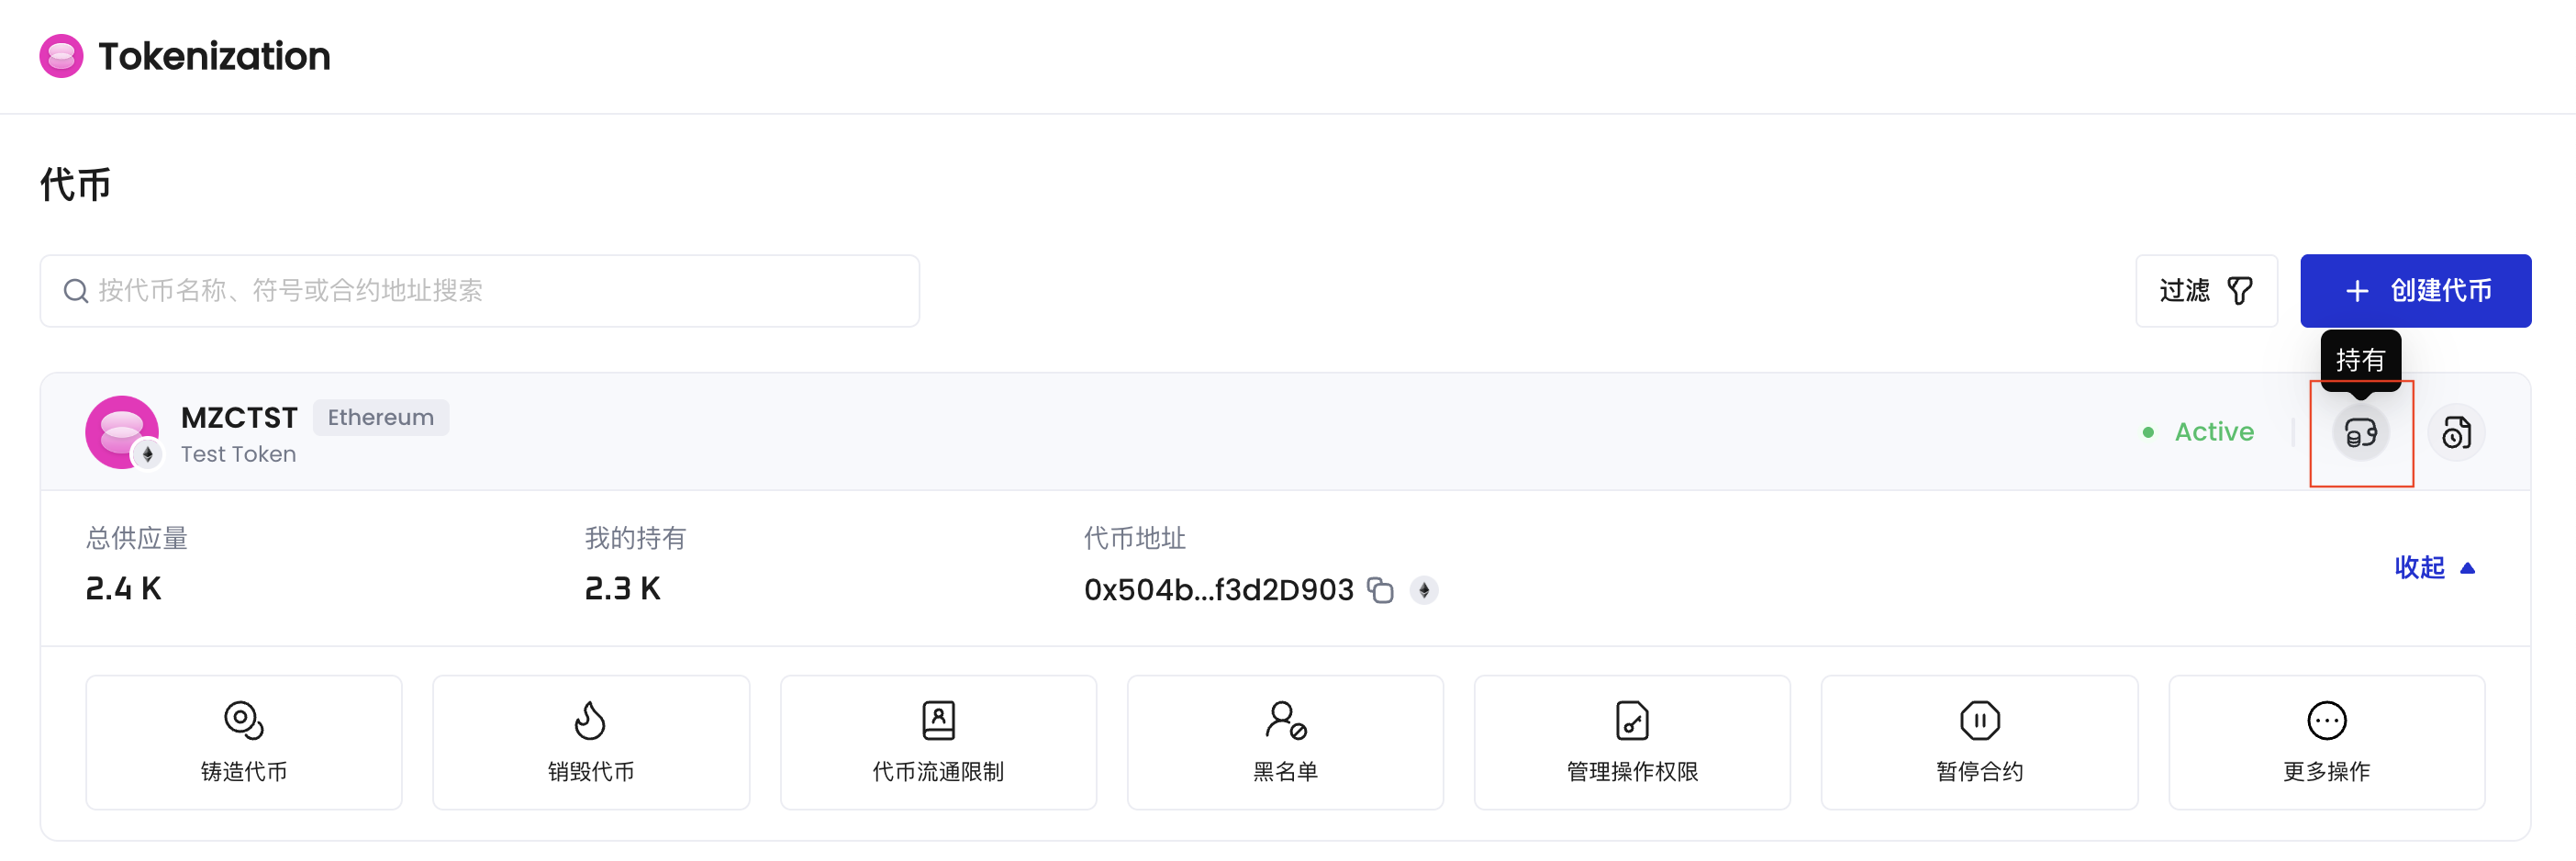 Tokenization
代币
按代币名称、符号或合约地址搜索
过滤
创建代币
持有
MZCTST Ethereum
Test Token
Active
总供应量
2.4 K
我的持有
2.3 K
代币地址
0x504b...f3d2D903
收起
铸造代币
销毁代币
代币流通限制
黑名单
管理操作权限
暂停合约
更多操作